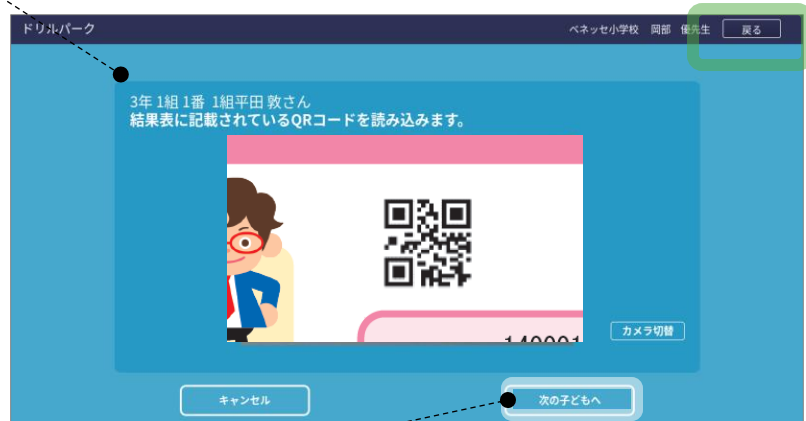 ドリルパーク
ベネッセ小学校 岡部 優先生 戻る
3年 1組 1番 1組平田 敦さん
結果表に記載されているQRコードを読み込みます。
カメラ切替
キャンセル 次の子どもへ